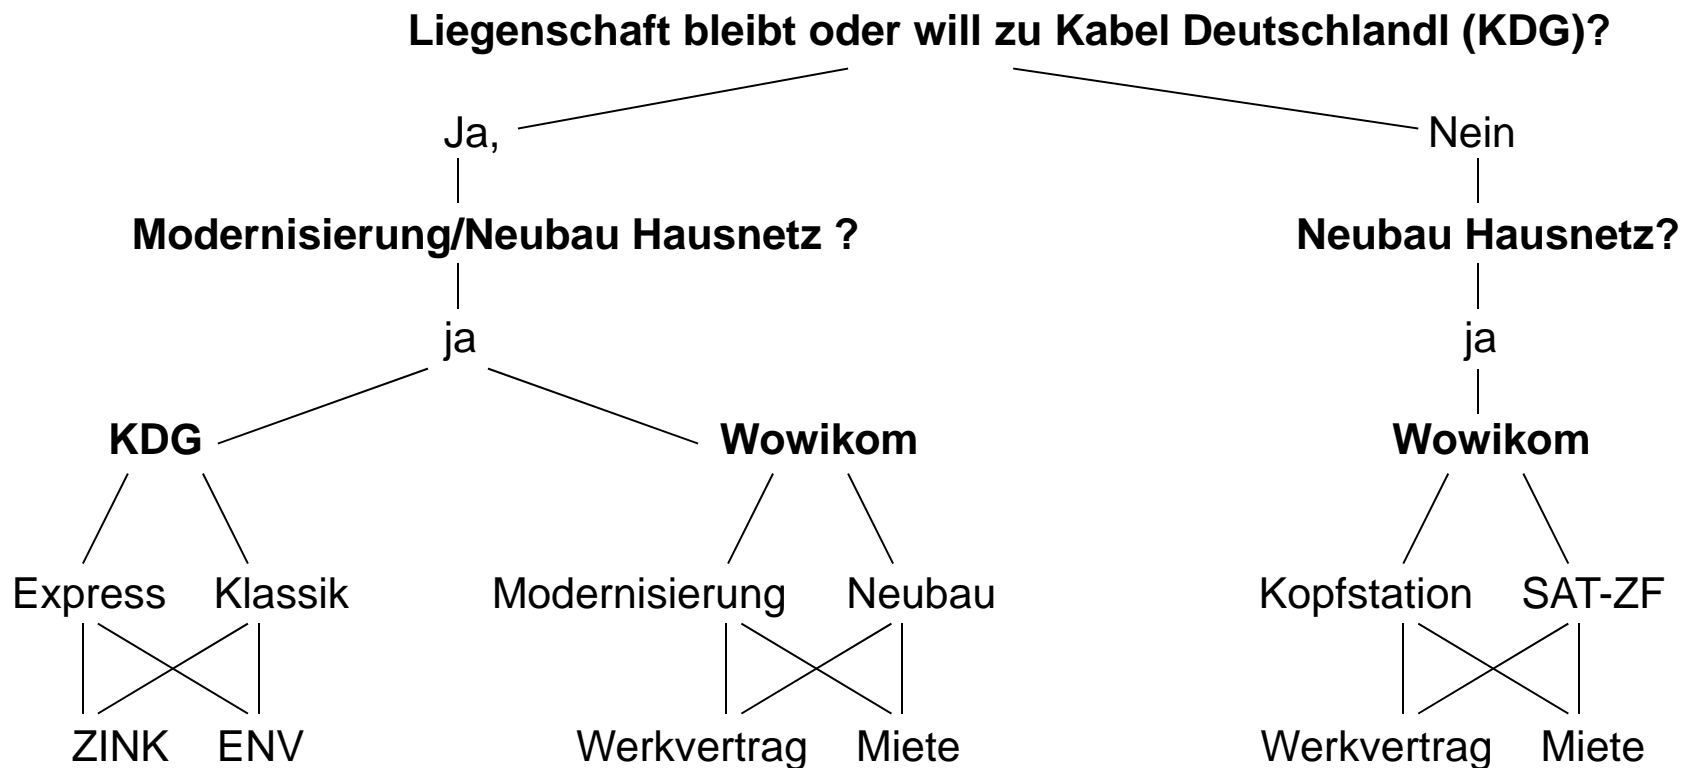 Liegenschaft bleibt oder will zu Kabel Deutschlandl (KDG)?
Ja, Nein
Modernisierung/Neubau Hausnetz ? Neubau Hausnetz?
ja ja
KDG Wowikom Wowikom
Express Klassik Modernisierung Neubau Kopfstation SAT-ZF
ZINK ENV Werkvertrag Miete Werkvertrag Miete